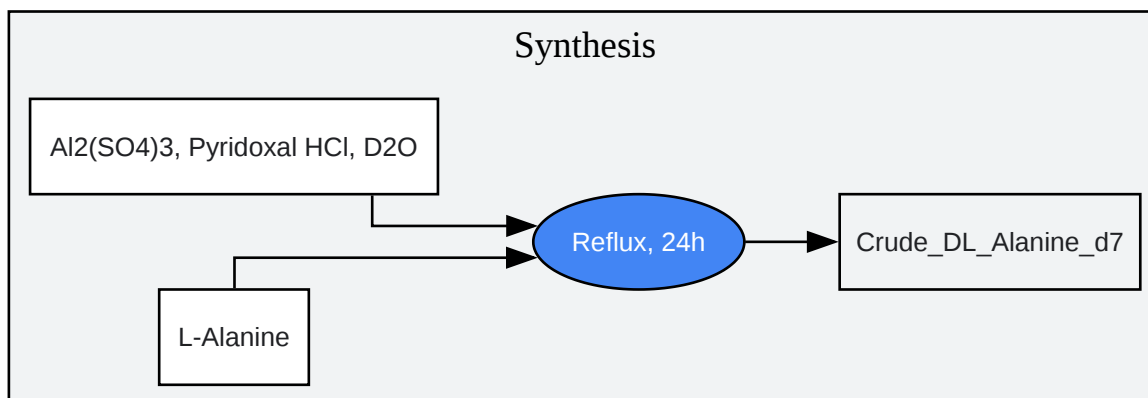 Synthesis
Al2(SO4)3, Pyridoxal HCl, D2O
Reflux, 24h
Crude_DL_Alanine_d7
L-Alanine